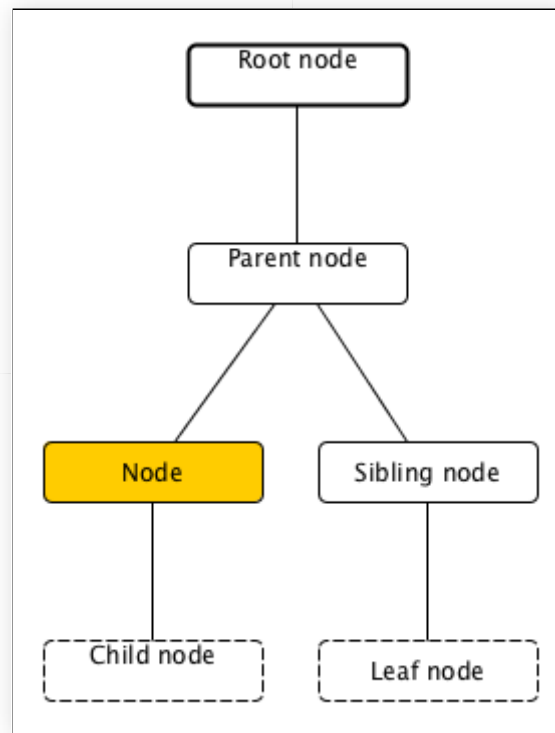 Root node
Parent node
Node
Sibling node
Child node
Leaf node